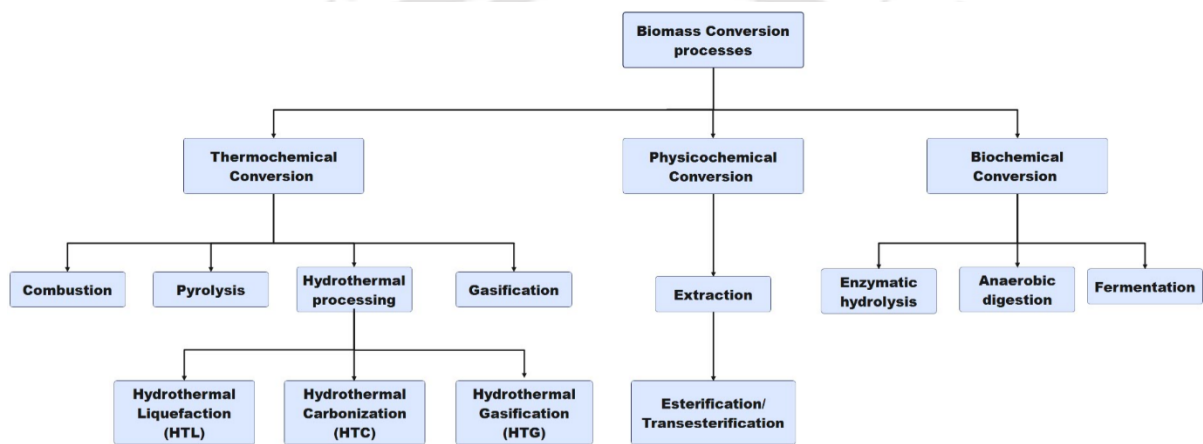 Biomass Conversion
processes
Thermochemical
Conversion
Physicochemical
Conversion
Biochemical
Conversion
Combustion
Pyrolysis
Hydrothermal
processing
Gasification
Extraction
Enzymatic
hydrolysis
Anaerobic
digestion
Fermentation
Hydrothermal
Liquefaction
(HTL)
Hydrothermal
Carbonization
(HTC)
Hydrothermal
Gasification
(HTG)
Esterification/
Transesterification